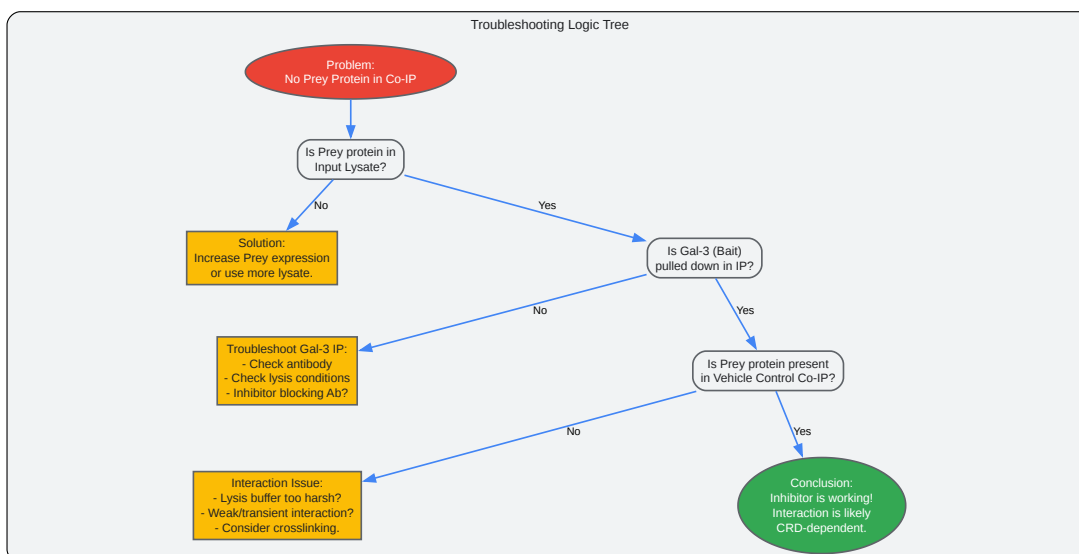 Troubleshooting Logic Tree
Problem:
No Prey Protein in Co-IP
Is Prey protein in
Input Lysate?
No
Yes
Solution:
Increase Prey expression
or use more lysate.
Is Gal-3 (Bait)
pulled down in IP?
No
Yes
Troubleshoot Gal-3 IP:
- Check antibody
- Check lysis conditions
- Inhibitor blocking Ab?
Is Prey protein present
in Vehicle Control Co-IP?
No
Yes
Interaction Issue:
- Lysis buffer too harsh?
- Weak/transient interaction?
- Consider crosslinking.
Conclusion:
Inhibitor is working!
Interaction is likely
CRD-dependent.